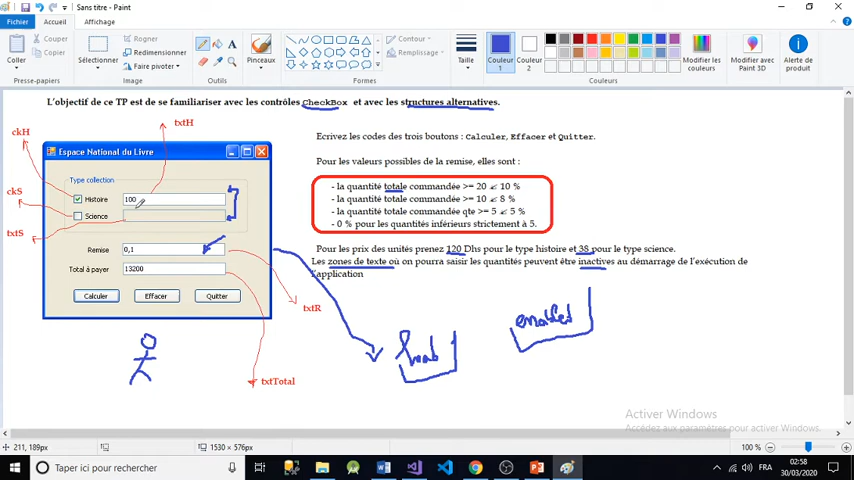 Sans titre - Paint
Fichier
Accueil
Affichage
Coller
Couper
Copier
Presse-papiers
Sélectionner
Rogner
Redimensionner
Faire pivoter
Image
A
Outils
Pinceaux
Contour
Remplissage
Formes
Taille
Couleur 1
Couleur 2
Modifier les couleurs
Couleurs
Modifier avec Paint 3D
Alerte de produit
L'objectif de ce TP est de se familiariser avec les contrôles CheckBox et avec les structures alternatives.
txtH
ckH
ckS
txtS
Espace National du Livre
Type collection
Histoire
100
Science
Remise
0,1
Total à payer
13200
Calculer
Effacer
Quitter
txtR
txtTotal
Ecrivez les codes des trois boutons : Calculer, Effacer et Quitter.
Pour les valeurs possibles de la remise, elles sont :
- la quantité totale commandée >= 20 10 %
- la quantité totale commandée >= 10 8 %
- la quantité totale commandée qte >= 5 5 %
- 0 % pour les quantités inférieurs strictement à 5.
Pour les prix des unités prenez 120 Dhs pour le type histoire et 38 pour le type science.
Les zones de texte où on pourra saisir les quantités peuvent être inactives au démarrage de l'exécution de
l'application
enabled
Activer Windows
Accédez aux paramètres pour activer Windows.
211, 189px
1530 × 576px
100 %
Taper ici pour rechercher
FRA
02:58
30/03/2020